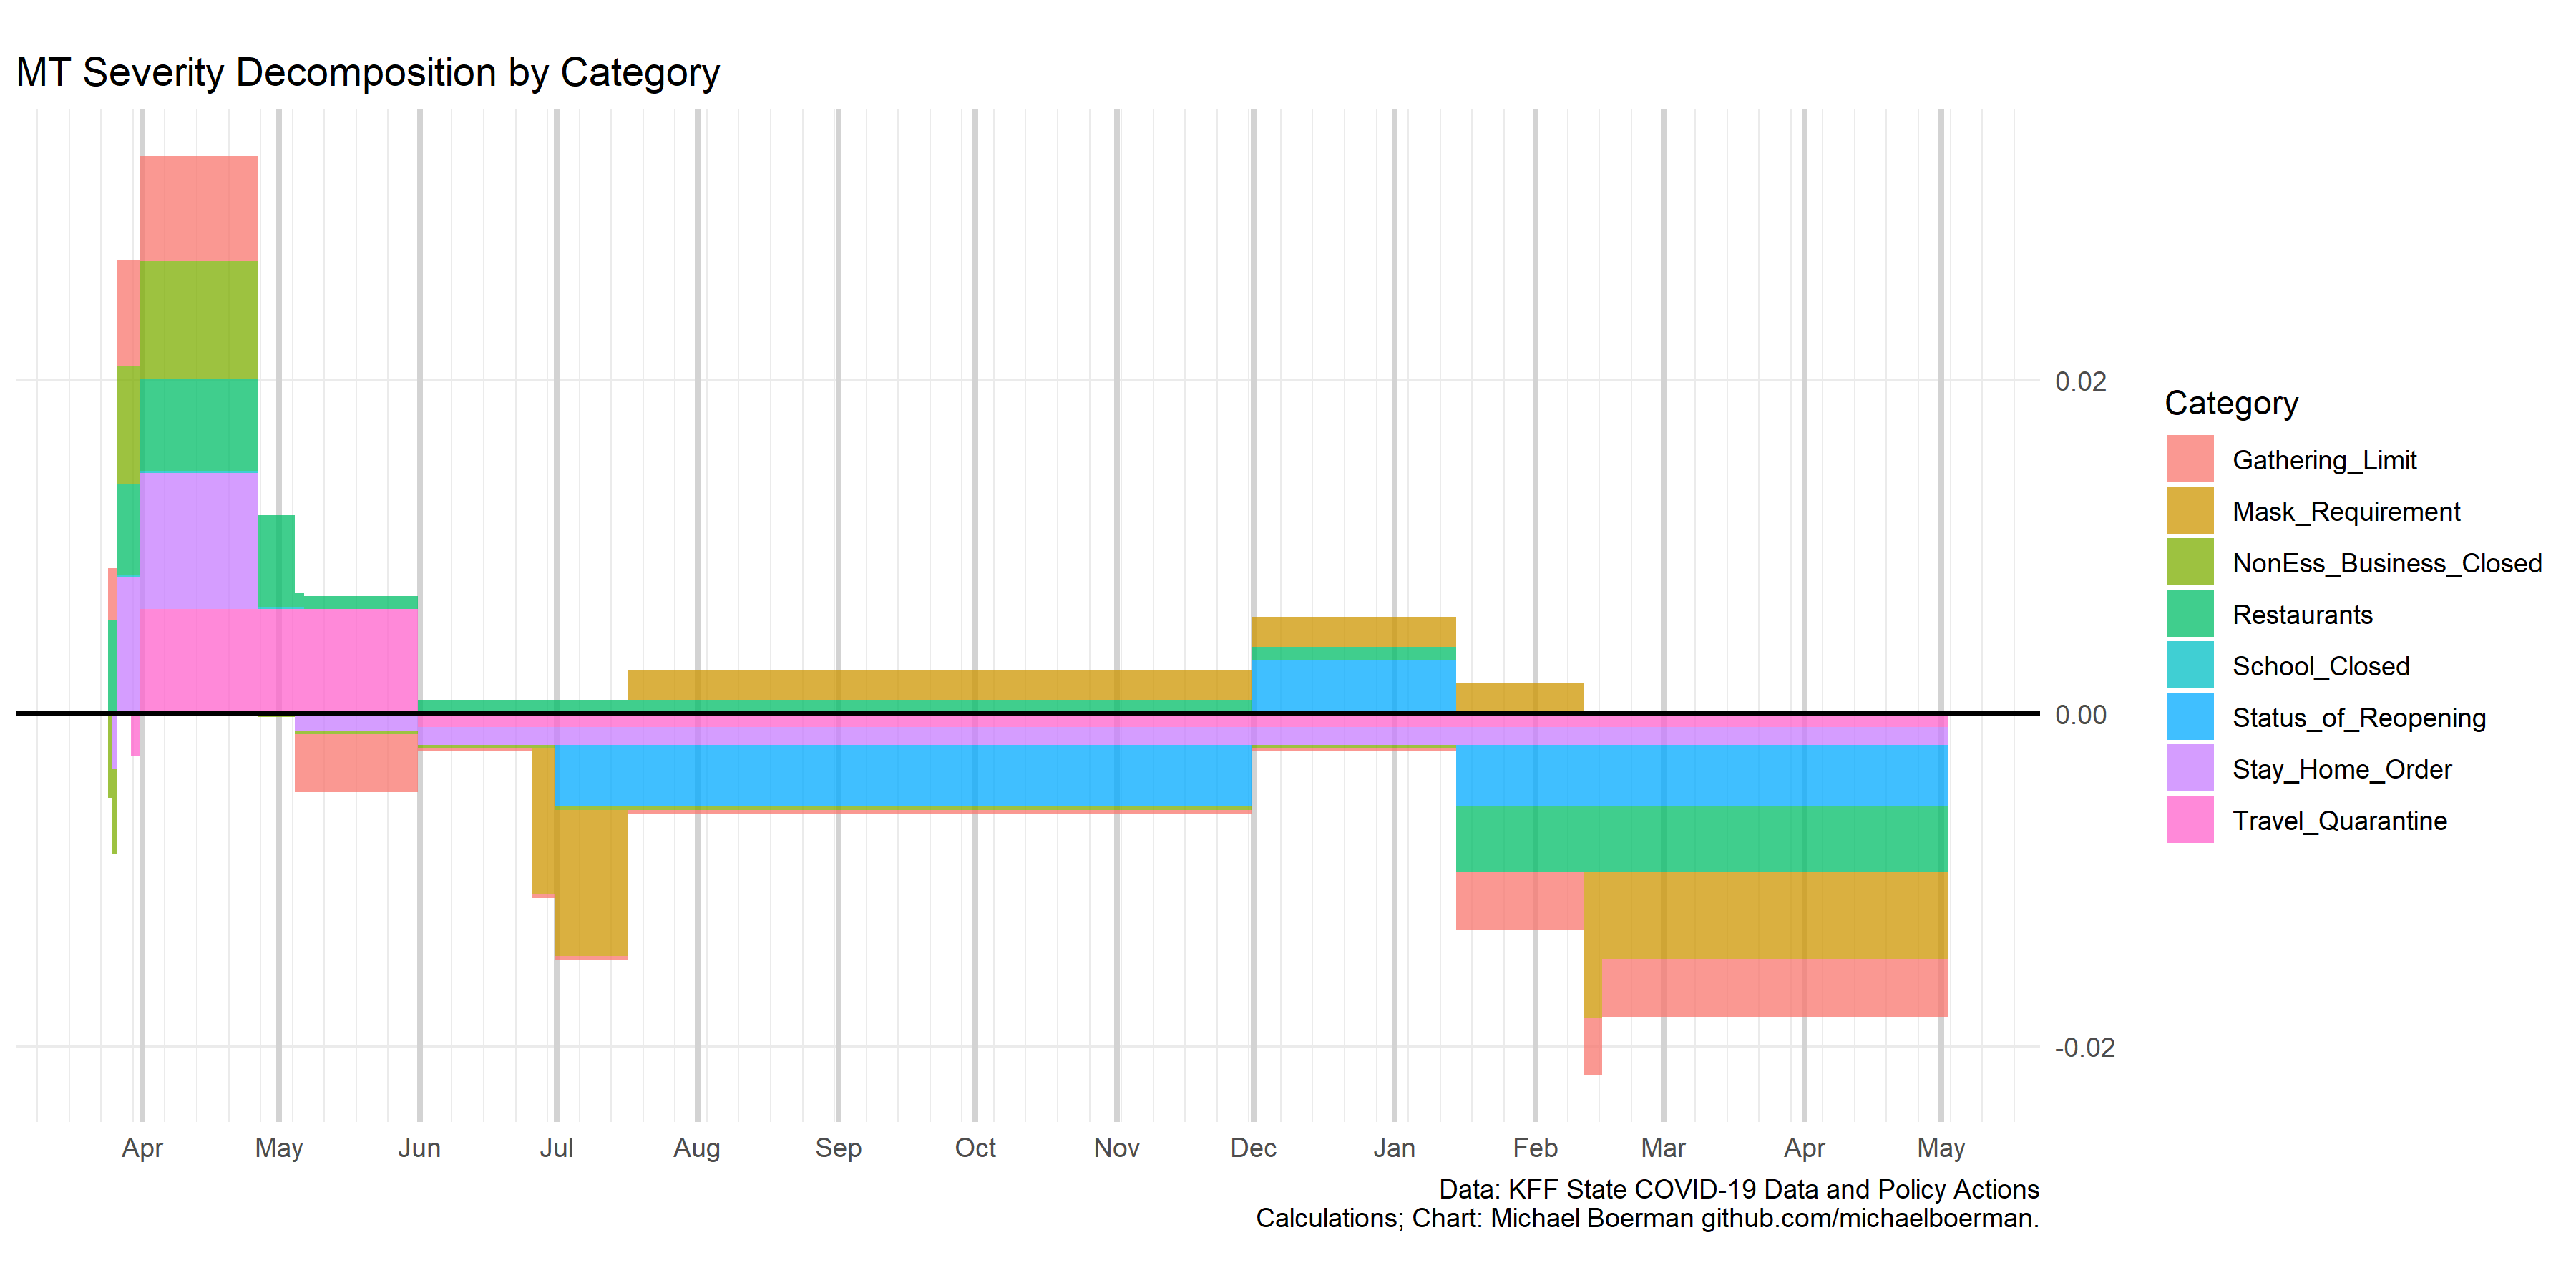 MT Severity Decomposition by Category
0.02
0.00
-0.02
Category
Gathering_Limit
Mask_Requirement
NonEss_Business_Closed
Restaurants
School_Closed
Status_of_Reopening
Stay_Home_Order
Travel_Quarantine
Apr May Jun Jul Aug Sep Oct Nov Dec Jan Feb Mar Apr May
Data: KFF State COVID-19 Data and Policy Actions
Calculations; Chart: Michael Boerman github.com/michaelboerman.